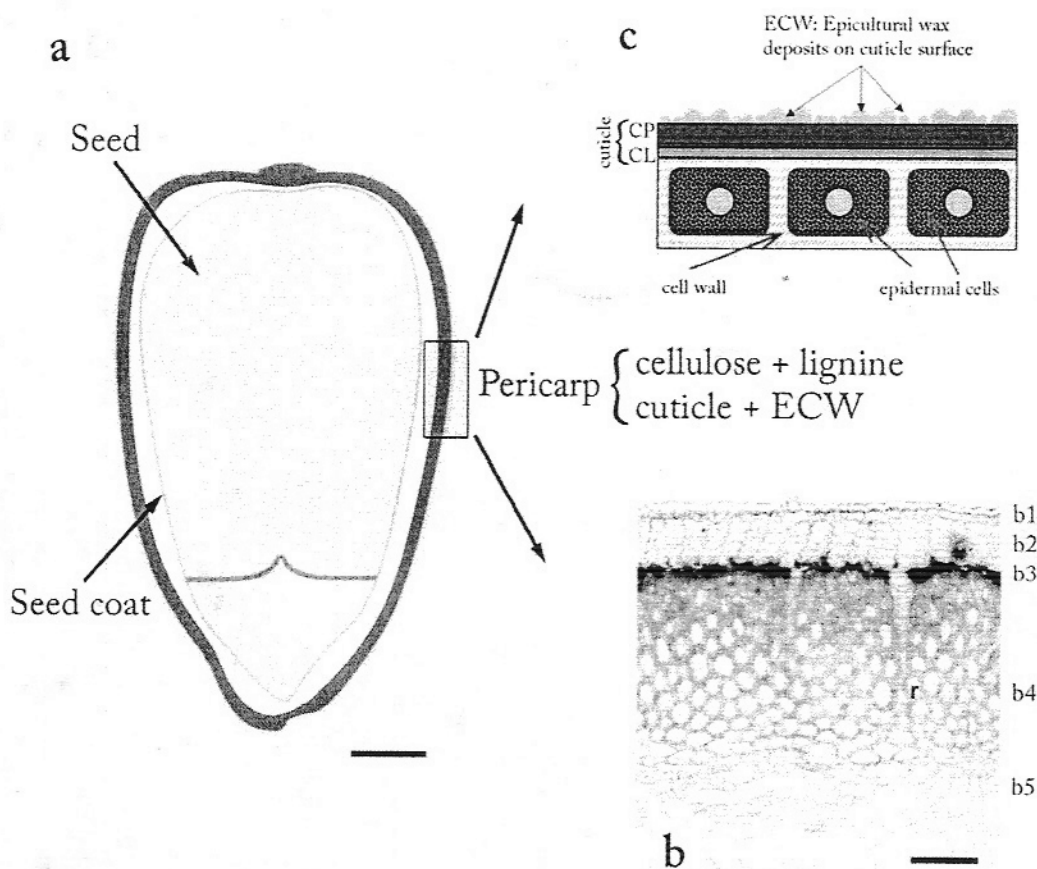 a
Seed
Seed coat
c
ECW: Epicultural wax
deposits on cuticle surface
cuticle
CP
CL
cell wall
epidermal cells
Pericarp { cellulose + lignine
cuticle + ECW
b1
b2
b3
r
b4
b5
b